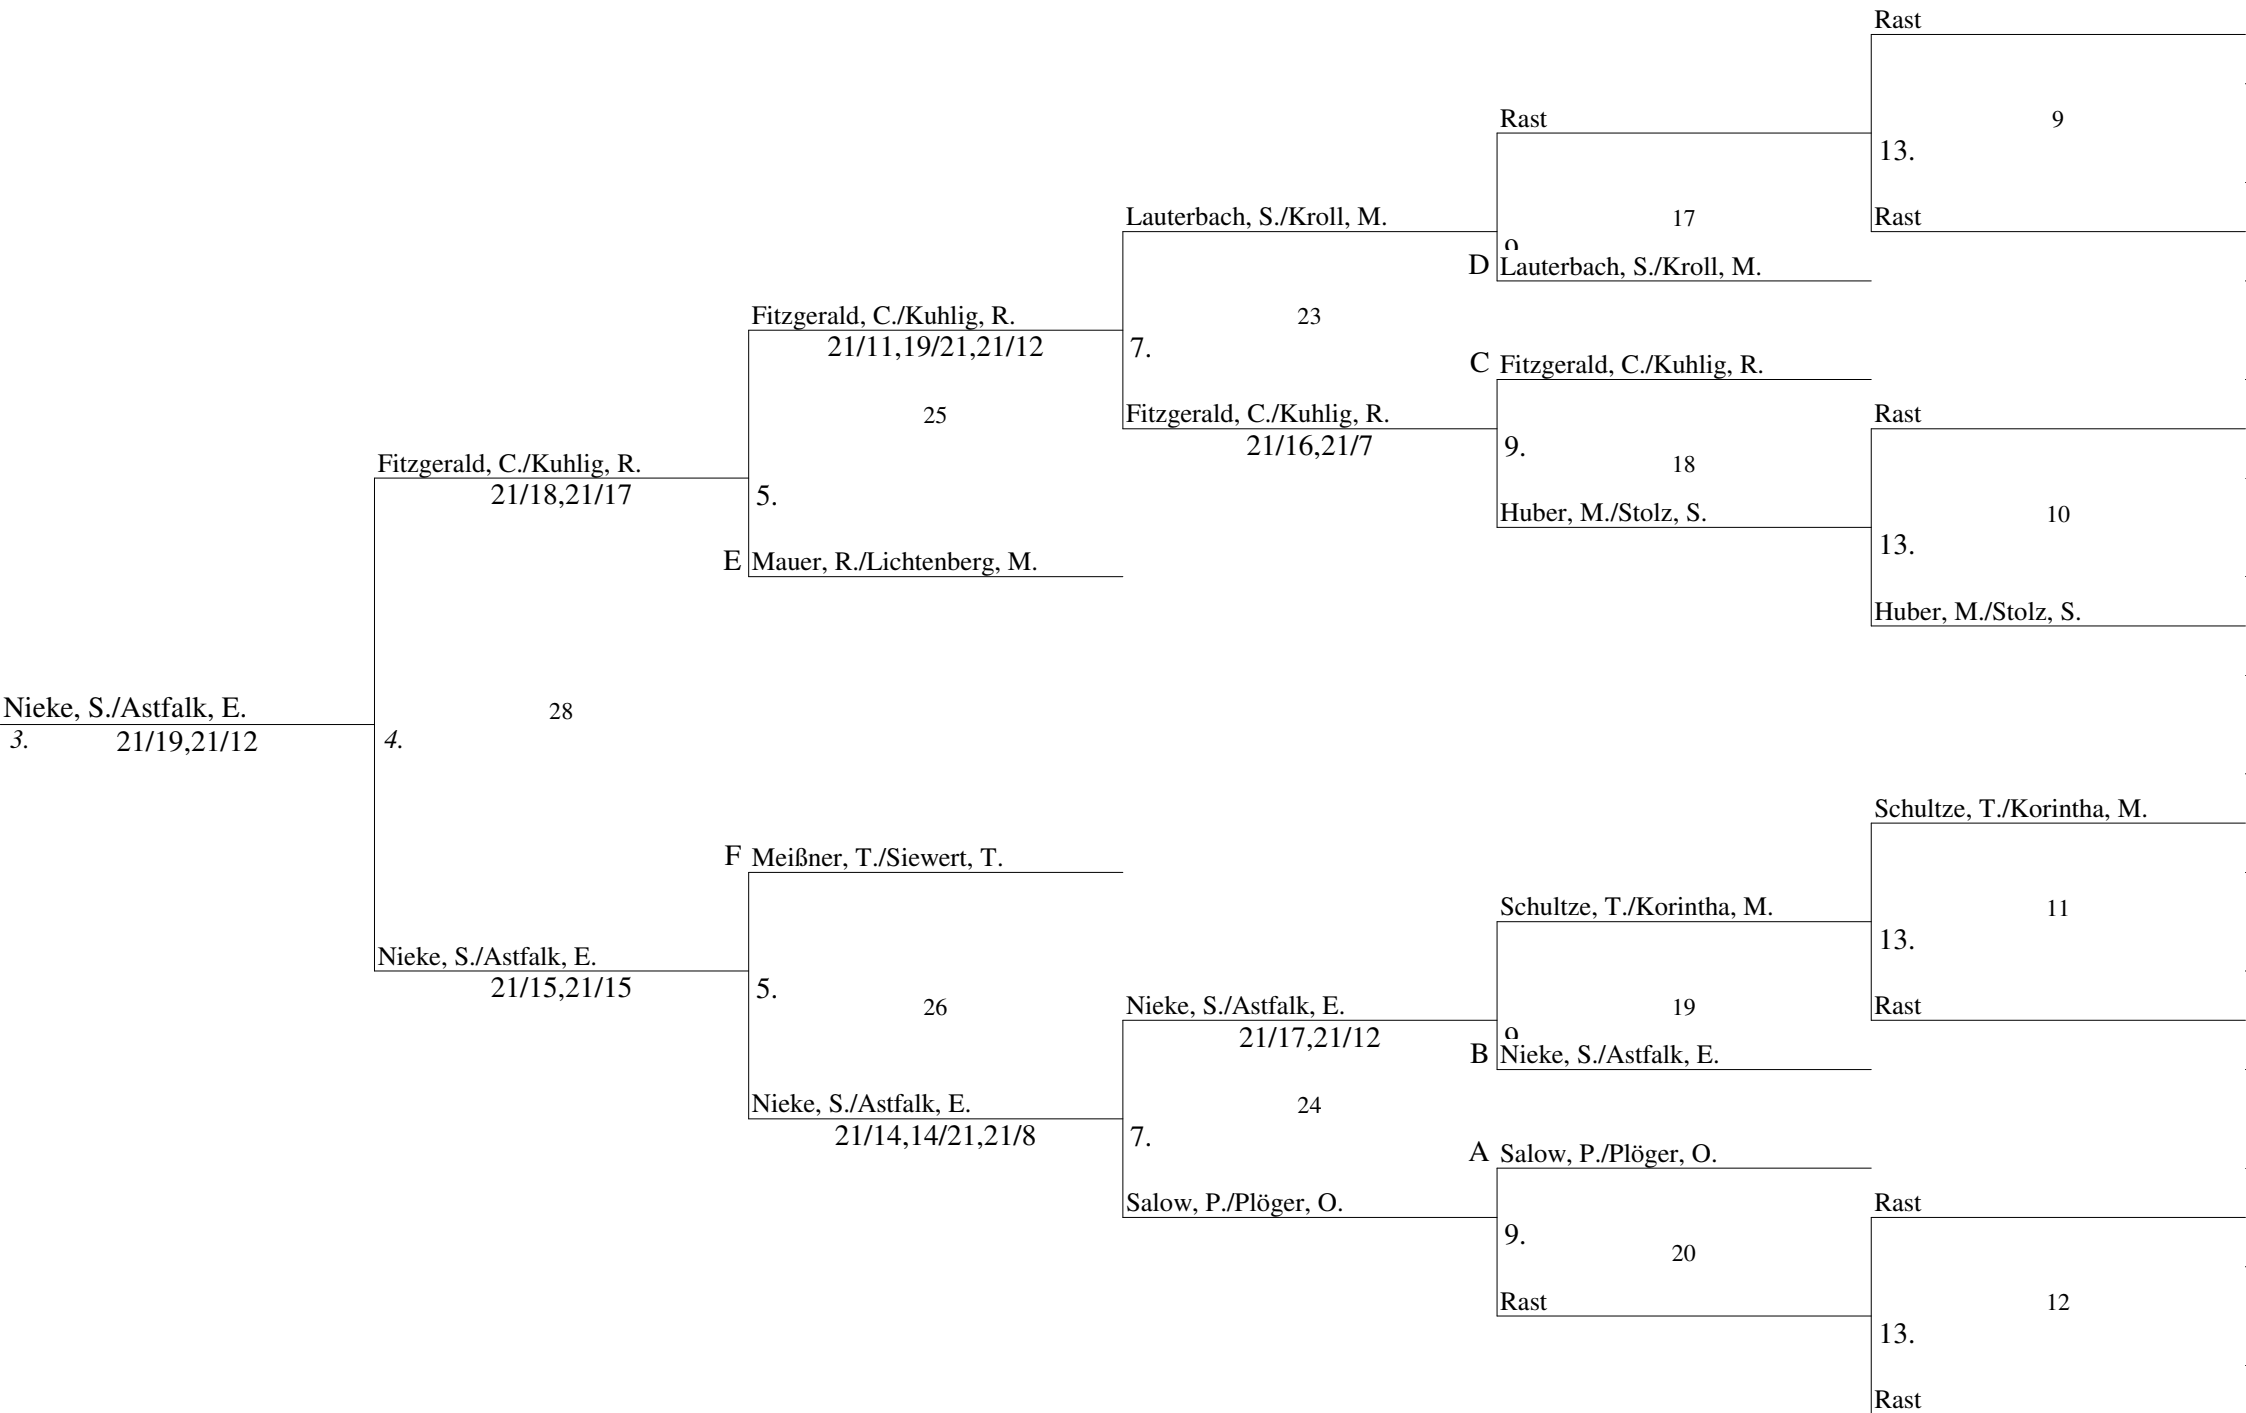 Rast
Rast
9
13.
Lauterbach, S./Kroll, M.
17
Rast
9.
D Lauterbach, S./Kroll, M.
Fitzgerald, C./Kuhlig, R.
21/11,19/21,21/12
23
7.
C Fitzgerald, C./Kuhlig, R.
25
Fitzgerald, C./Kuhlig, R.
21/16,21/7
Rast
9.
18
Fitzgerald, C./Kuhlig, R.
21/18,21/17
5.
Huber, M./Stolz, S.
10
13.
E Mauer, R./Lichtenberg, M.
Huber, M./Stolz, S.
Nieke, S./Astfalk, E.
3. 21/19,21/12
28
4.
Schultze, T./Korintha, M.
F Meißner, T./Siewert, T.
Schultze, T./Korintha, M.
11
13.
Nieke, S./Astfalk, E.
21/15,21/15
5.
26
Nieke, S./Astfalk, E.
21/17,21/12
19
Rast
9.
B Nieke, S./Astfalk, E.
Nieke, S./Astfalk, E.
21/14,14/21,21/8
24
7.
A Salow, P./Plöger, O.
Salow, P./Plöger, O.
Rast
9.
20
Rast
12
13.
Rast